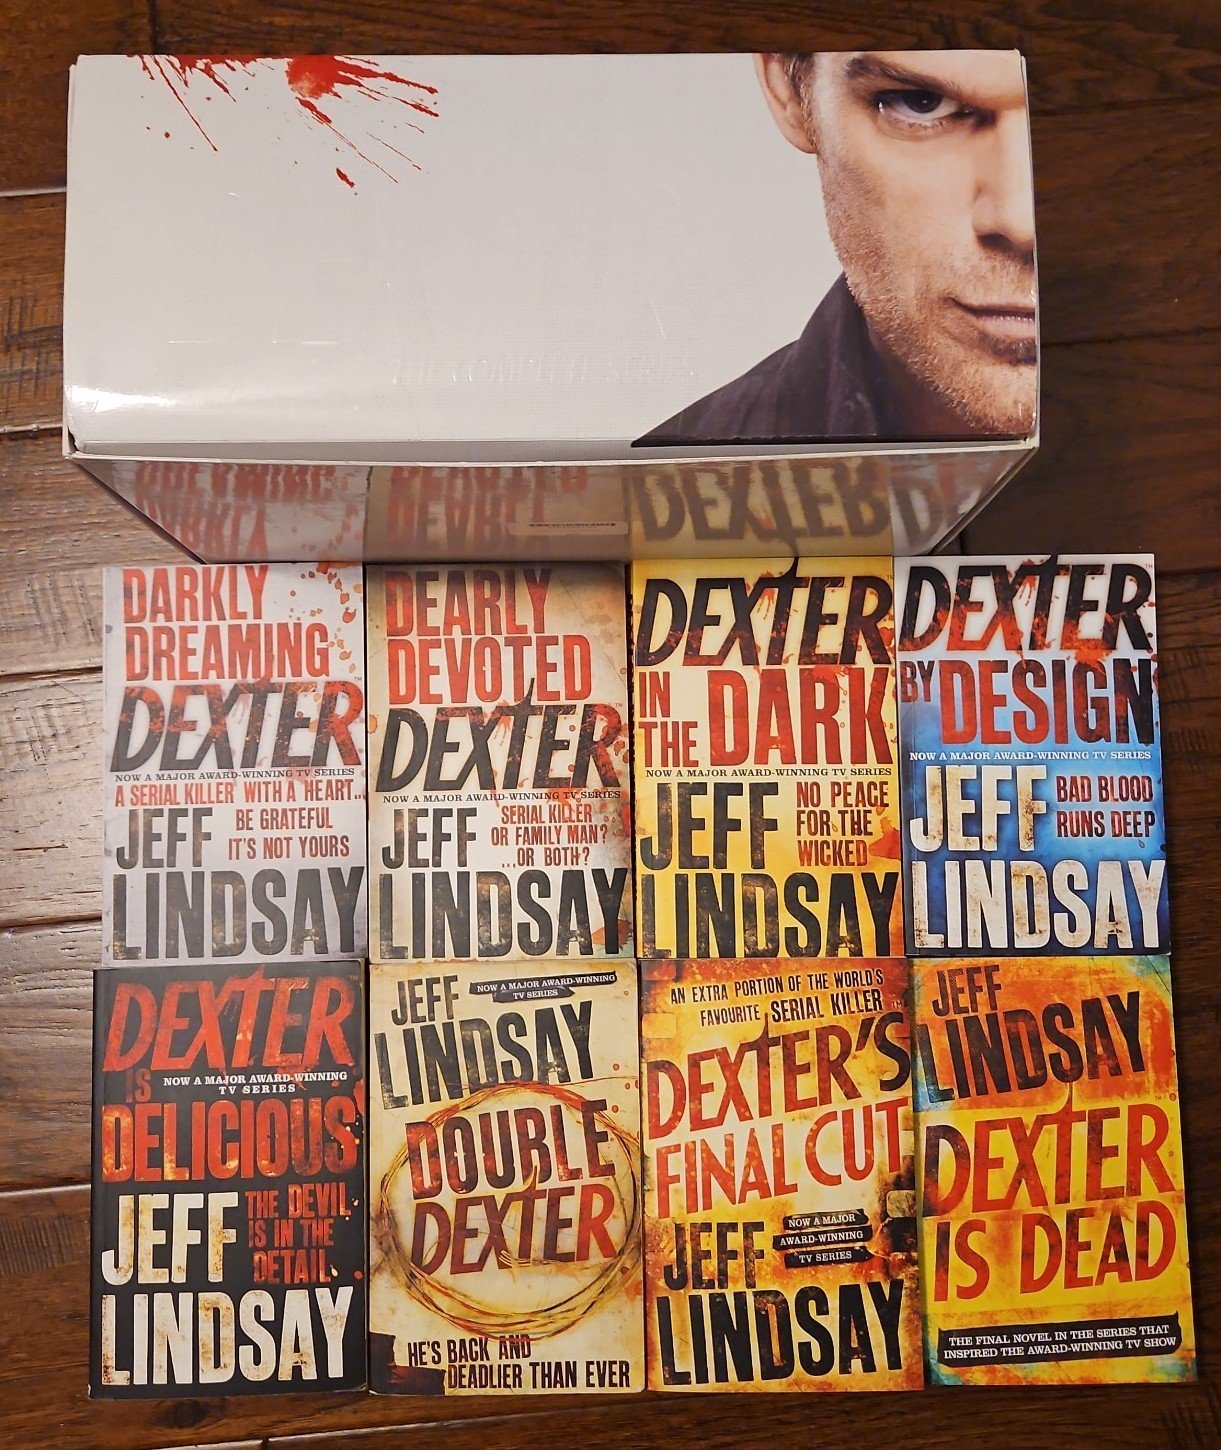 DARKLY
DREAMING
DEXTER™
NOW A MAJOR AWARD-WINNING TV SERIES
A SERIAL KILLER WITH A HEART...
BE GRATEFUL
IT'S NOT YOURS
JEFF
LINDSAY
DEARLY
DEVOTED
DEXTER™
NOW A MAJOR AWARD-WINNING TV SERIES
SERIAL KILLER
OR FAMILY MAN?
...OR BOTH?
JEFF
LINDSAY
DEXTER™
IN
THE DARK
NOW A MAJOR AWARD-WINNING TV SERIES
JEFF
NO PEACE
FOR THE
WICKED
LINDSAY
DEXTER™
BY DESIGN
NOW A MAJOR AWARD-WINNING TV SERIES
JEFF
BAD BLOOD
RUNS DEEP
LINDSAY
DEXTER™
IS
NOW A MAJOR AWARD-WINNING
TV SERIES
DELICIOUS
JEFF
THE DEVIL
IS IN THE
DETAIL
LINDSAY
JEFF
NOW A MAJOR AWARD-WINNING
TV SERIES
LINDSAY
DOUBLE
DEXTER
HE'S BACK AND
DEADLIER THAN EVER
AN EXTRA PORTION OF THE WORLD'S
FAVOURITE SERIAL KILLER
DEXTER'S™
FINAL CUT
JEFF
NOW A MAJOR
AWARD-WINNING
TV SERIES
LINDSAY
JEFF
LINDSAY
DEXTER™
IS DEAD
THE FINAL NOVEL IN THE SERIES THAT
INSPIRED THE AWARD-WINNING TV SHOW